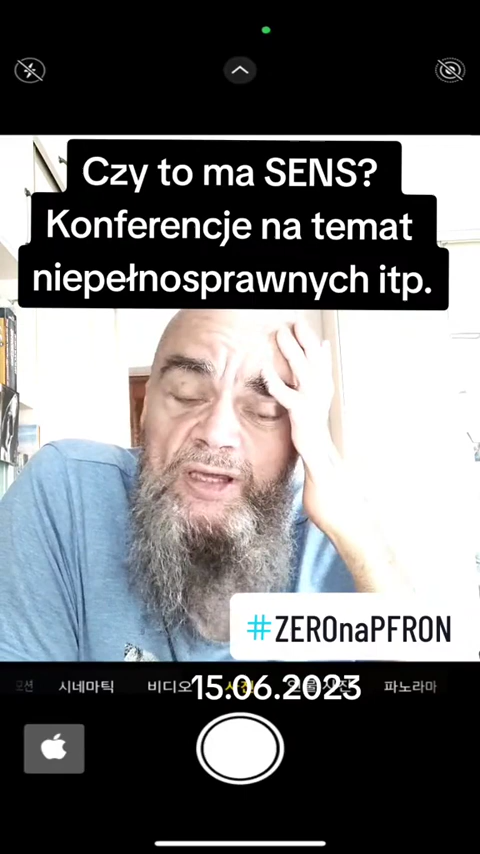 Czy to ma SENS?
Konferencje na temat
niepełnosprawnych itp.
#ZEROnaPFRON
시네마틱 비디오 파노라마
15.06.2023